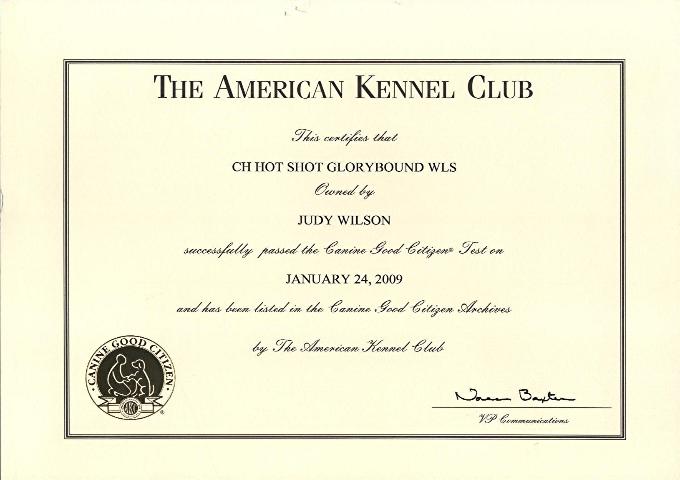 THE AMERICAN KENNEL CLUB
This certifies that
CH HOT SHOT GLORYBOUND WLS
Owned by
JUDY WILSON
successfully passed the Canine Good Citizen® Test on
JANUARY 24, 2009
and has been listed in the Canine Good Citizen Archives
by The American Kennel Club
CANINE GOOD CITIZEN
AKC
®
Noreen Baxter
VP Communications